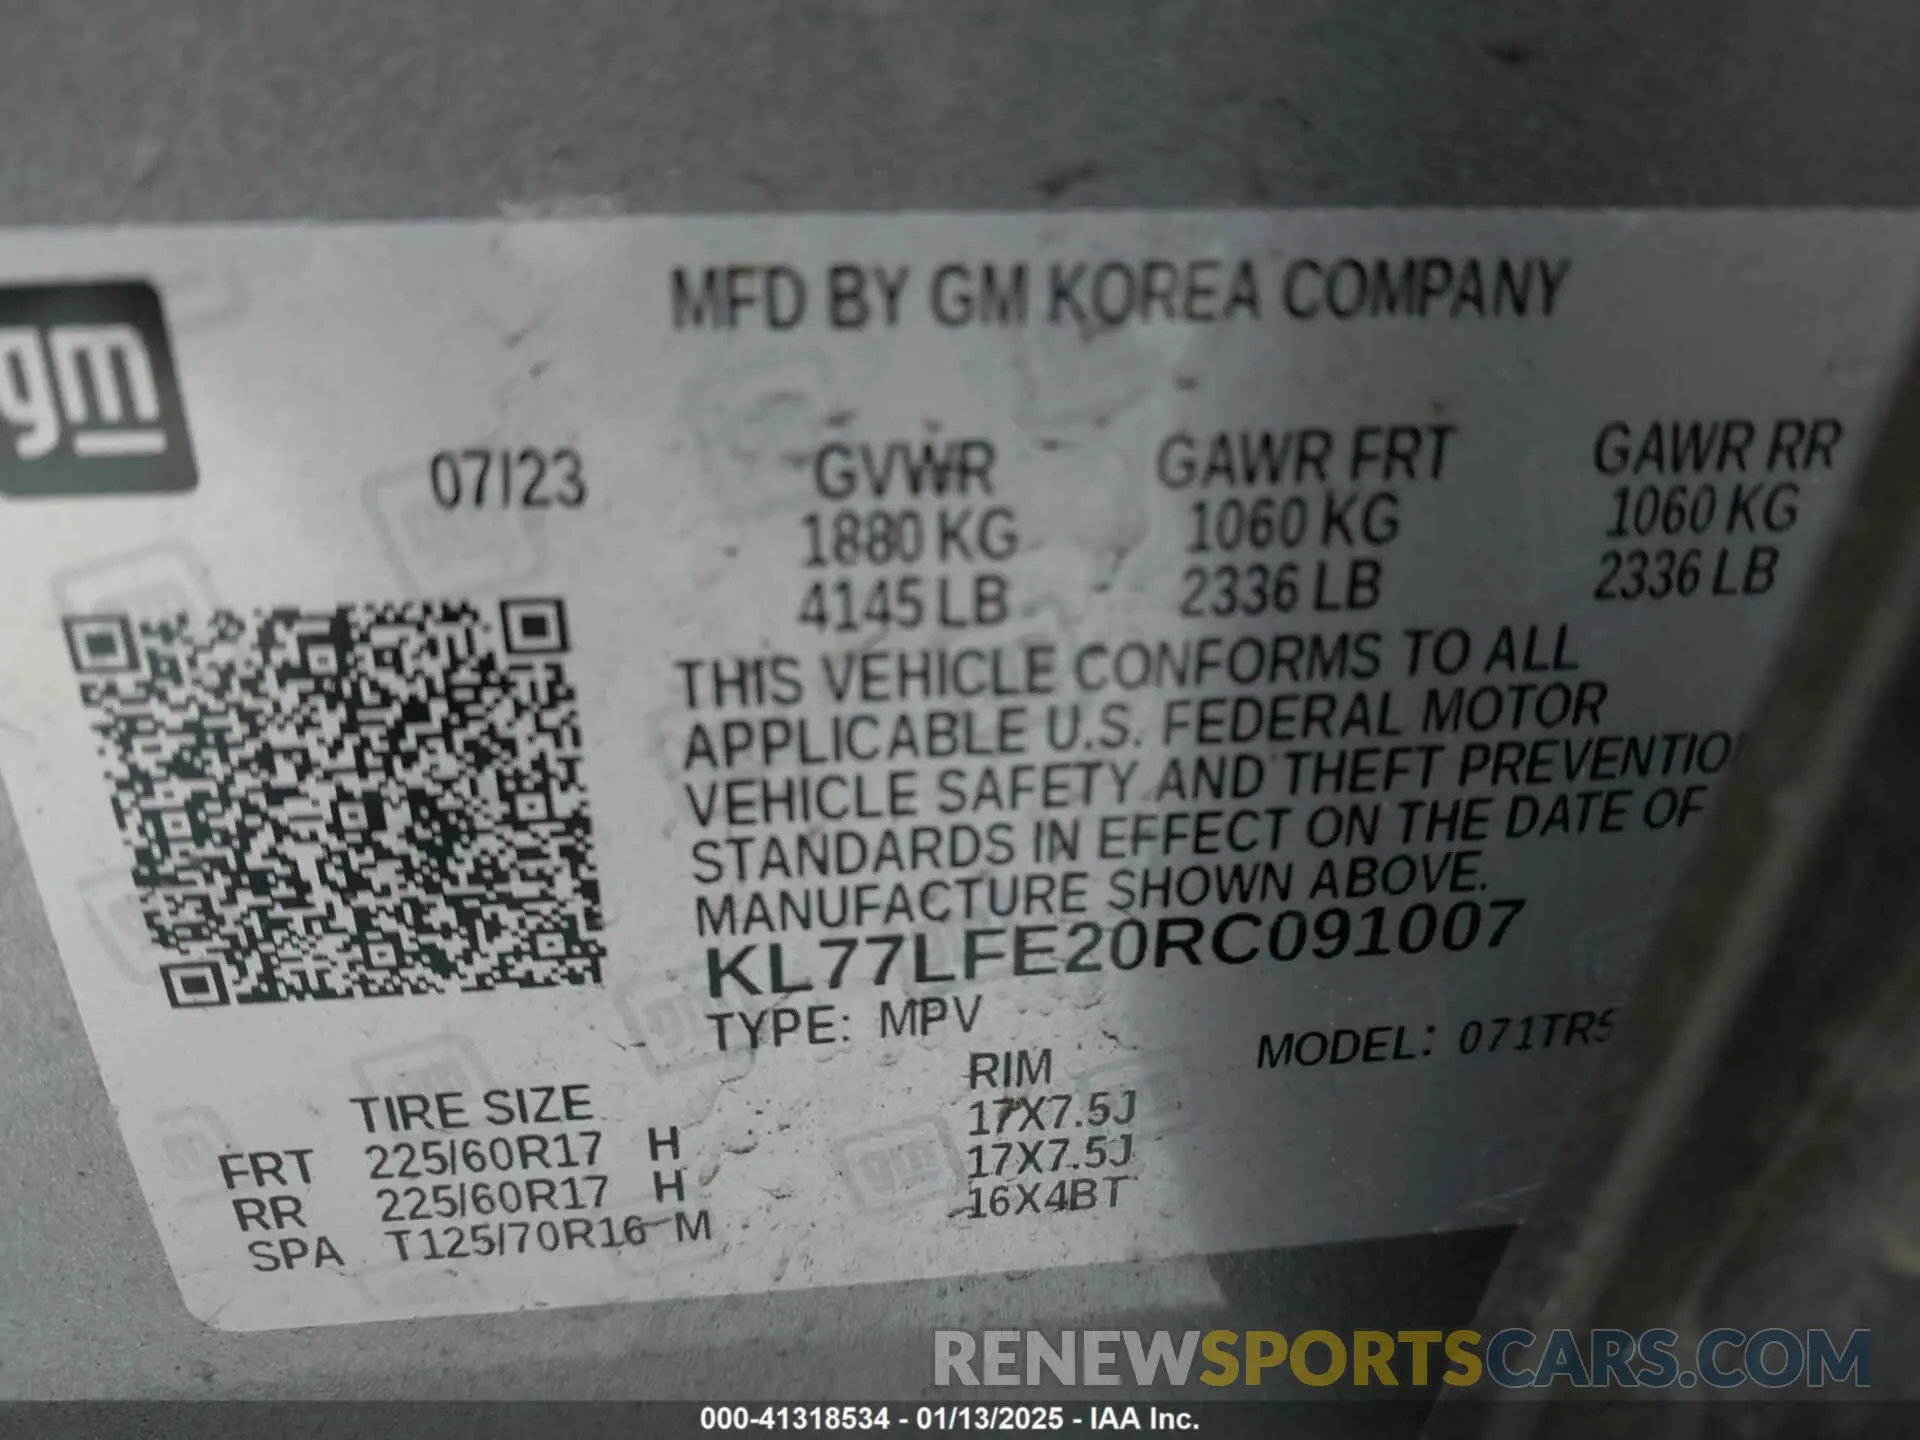 gm
MFD BY GM KOREA COMPANY
07/23
GVWR GAWR FRT GAWR RR
1880 KG 1060 KG 1060 KG
4145 LB 2336 LB 2336 LB
THIS VEHICLE CONFORMS TO ALL
APPLICABLE U.S. FEDERAL MOTOR
VEHICLE SAFETY AND THEFT PREVENTIO
STANDARDS IN EFFECT ON THE DATE OF
MANUFACTURE SHOWN ABOVE.
KL77LFE20RC091007
TYPE: MPV
MODEL: 071TR5
TIRE SIZE RIM
FRT 225/60R17 H 17X7.5J
RR 225/60R17 H 17X7.5J
SPA T125/70R16 M 16X4BT
RENEWSPORTSCARS.COM
000-41318534 - 01/13/2025 - IAA Inc.